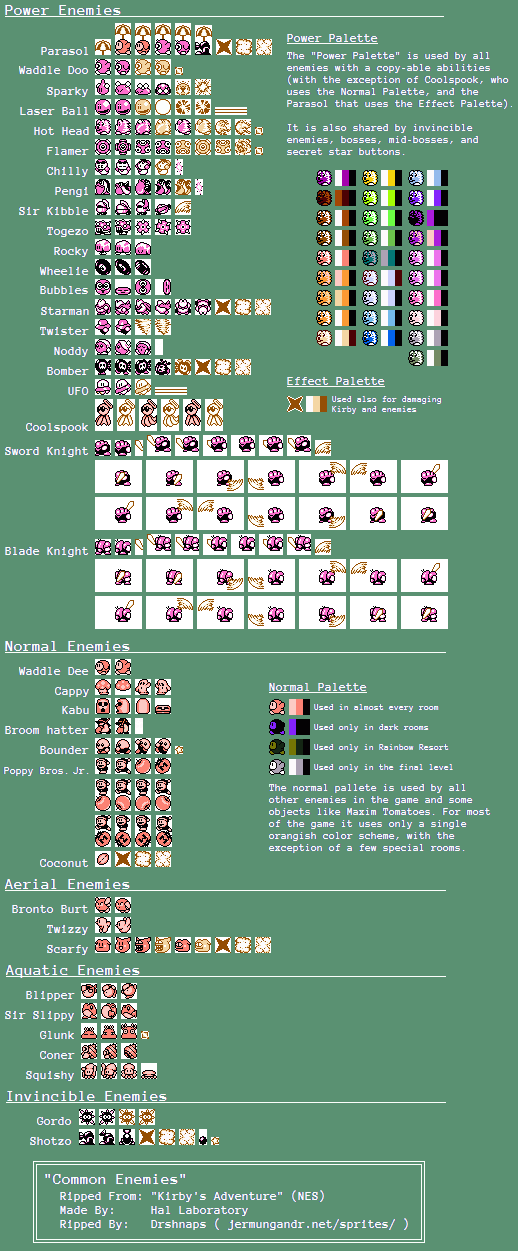 Power Enemies
Parasol
Waddle Doo
Sparky
Laser Ball
Hot Head
Flamer
Chilly
Pengi
Sir Kibble
Togezo
Rocky
Wheelie
Bubbles
Starman
Twister
Noddy
Bomber
UFO
Coolspook
Sword Knight
Blade Knight
Power Palette
The "Power Palette" is used by all
enemies with a copy-able abilities
(with the exception of Coolspook, who
uses the Normal Palette, and the
Parasol that uses the Effect Palette).
It is also shared by invincible
enemies, bosses, mid-bosses, and
secret star buttons.
Effect Palette
Used also for damaging
Kirby and enemies
Normal Enemies
Waddle Dee
Cappy
Kabu
Broom hatter
Bounder
Poppy Bros. Jr.
Coconut
Normal Palette
Used in almost every room
Used only in dark rooms
Used only in Rainbow Resort
Used only in the final level
The normal pallete is used by all
other enemies in the game and some
objects like Maxim Tomatoes. For most
of the game it uses only a single
orangish color scheme, with the
exception of a few special rooms.
Aerial Enemies
Bronto Burt
Twizzy
Scarfy
Aquatic Enemies
Blipper
Sir Slippy
Glunk
Coner
Squishy
Invincible Enemies
Gordo
Shotzo
"Common Enemies"
Ripped From: "Kirby's Adventure" (NES)
Made By: Hal Laboratory
Ripped By: Drshnaps ( jermungandr.net/sprites/ )